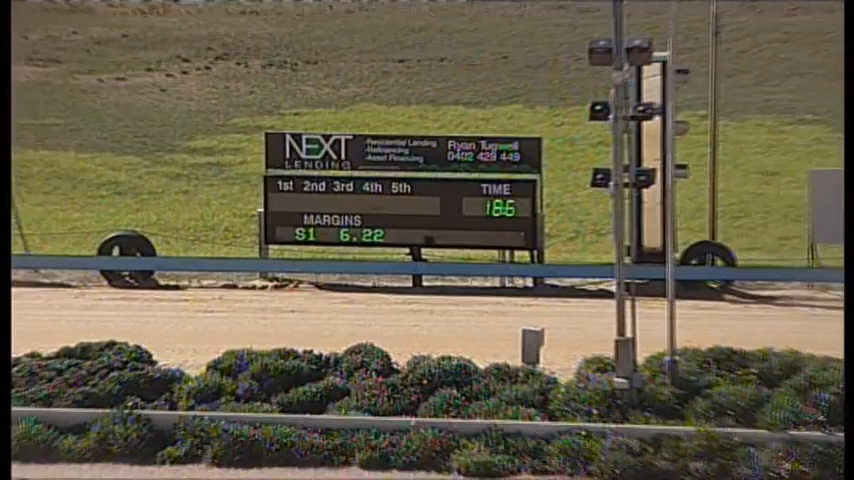 NEXT
LENDING
-Residential Lending
-Refinancing
-Asset Financing
Ryan Tugwell
0402 429 449
1st 2nd 3rd 4th 5th
TIME
186
MARGINS
S1 6.22